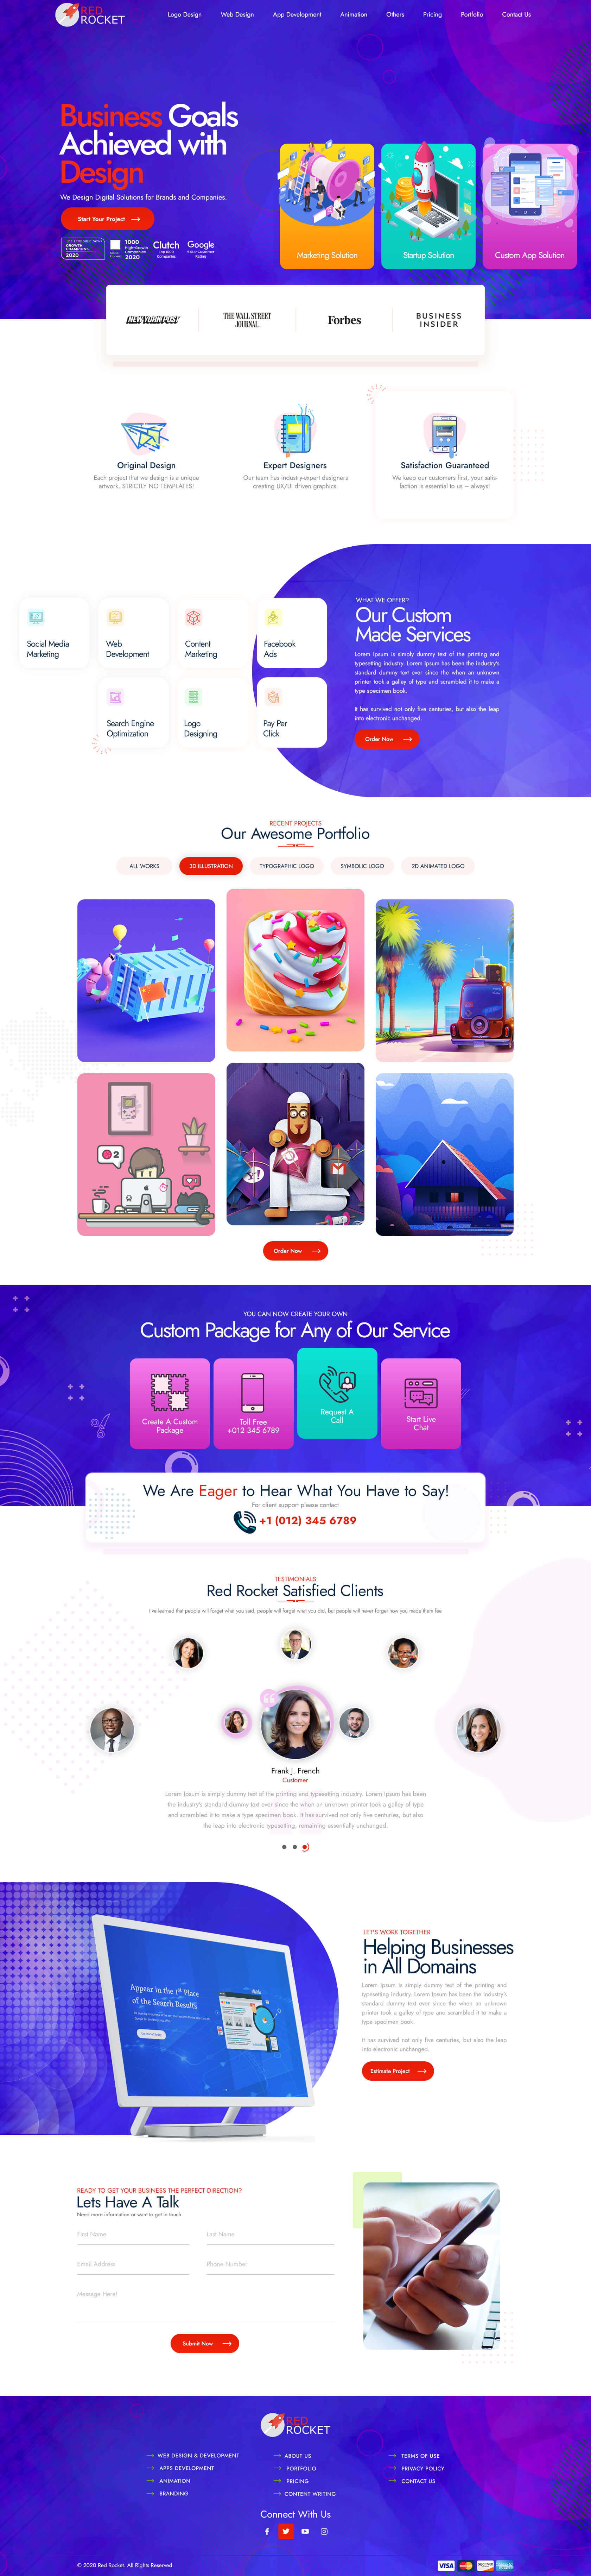 RED
ROCKET
Logo Design Web Design App Development Animation Others Pricing Portfolio Contact Us
Business Goals
Achieved with
Design
We Design Digital Solutions for Brands and Companies.
Start Your Project
2020
1000
High-Growth
Companies
2020
Clutch
Top 1000
Companies
Google
5 Star Customer
Rating
Marketing Solution
Startup Solution
Custom App Solution
NEW YORK POST
THE WALL STREET
JOURNAL.
Forbes
BUSINESS
INSIDER
Original Design
Each project that we design is a unique
artwork. STRICTLY NO TEMPLATES!
Expert Designers
Our team has industry-expert designers
creating UX/UI driven graphics.
Satisfaction Guaranteed
We keep our customers first, your satis-
faction is essential to us – always!
Social Media
Marketing
Web
Development
Content
Marketing
Facebook
Ads
Search Engine
Optimization
Logo
Designing
Pay Per
Click
WHAT WE OFFER?
Our Custom
Made Services
Lorem Ipsum is simply dummy text of the printing and
typesetting industry. Lorem Ipsum has been the industry's
standard dummy text ever since the when an unknown
printer took a galley of type and scrambled it to make a
type specimen book.
It has survived not only five centuries, but also the leap
into electronic unchanged.
Order Now
RECENT PROJECTS
Our Awesome Portfolio
ALL WORKS
3D ILLUSTRATION
TYPOGRAPHIC LOGO
SYMBOLIC LOGO
2D ANIMATED LOGO
2
Order Now
YOU CAN NOW CREATE YOUR OWN
Custom Package for Any of Our Service
Create A Custom
Package
Toll Free
+012 345 6789
Request A
Call
Start Live
Chat
We Are Eager to Hear What You Have to Say!
For client support please contact
+1 (012) 345 6789
TESTIMONIALS
Red Rocket Satisfied Clients
I've learned that people will forget what you said, people will forget what you did, but people will never forget how you made them fee
Frank J. French
Customer
Lorem Ipsum is simply dummy text of the printing and typesetting industry. Lorem Ipsum has been
the industry's standard dummy text ever since the when an unknown printer took a galley of type
and scrambled it to make a type specimen book. It has survived not only five centuries, but also
the leap into electronic typesetting, remaining essentially unchanged.
Appear in the 1st Place
of the Search Results
LET'S WORK TOGETHER
Helping Businesses
in All Domains
Lorem Ipsum is simply dummy text of the printing and
typesetting industry. Lorem Ipsum has been the industry's
standard dummy text ever since the when an unknown
printer took a galley of type and scrambled it to make a
type specimen book.
It has survived not only five centuries, but also the leap
into electronic unchanged.
Estimate Project
READY TO GET YOUR BUSINESS THE PERFECT DIRECTION?
Lets Have A Talk
Need more information or want to get in touch
First Name
Last Name
Email Address
Phone Number
Message Here!
Submit Now
RED
ROCKET
WEB DESIGN & DEVELOPMENT
APPS DEVELOPMENT
ANIMATION
BRANDING
ABOUT US
PORTFOLIO
PRICING
CONTENT WRITING
TERMS OF USE
PRIVACY POLICY
CONTACT US
Connect With Us
© 2020 Red Rocket. All Rights Reserved.
VISA